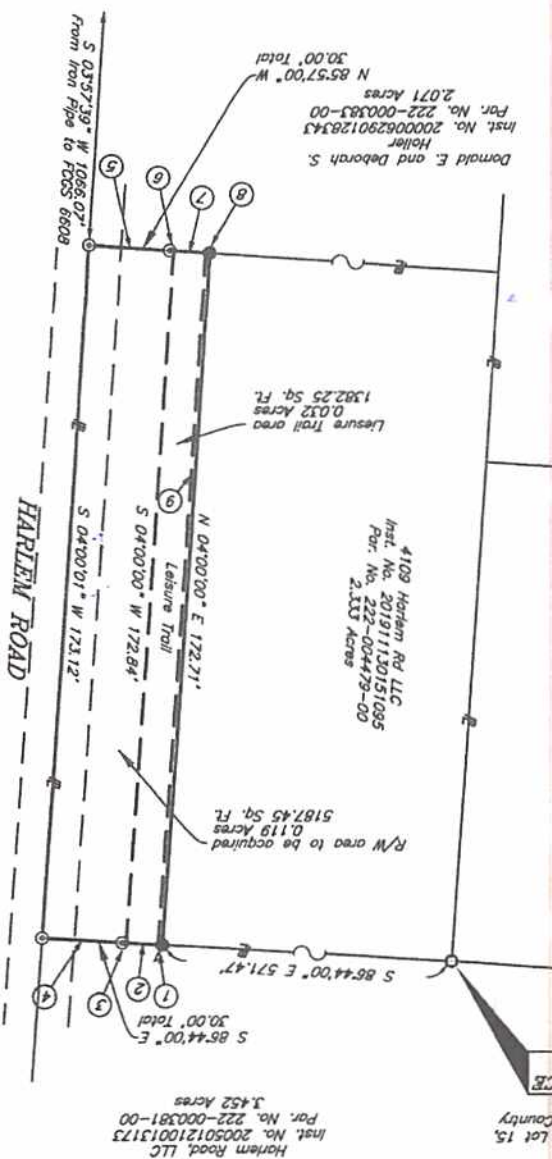 Lot 15,
Country
CE
Harlem Road, LLC
Inst. No. 200501210013173
Par. No. 222-000381-00
3.452 Acres
S 86°44'00" E
30.00' Total
1
2
3
4
S 86°44'00" E 571.47'
R/W area to be acquired
0.119 Acres
5187.45 Sq. Ft.
4109 Harlem Rd LLC
Inst. No. 201911130151095
Par. No. 222-004479-00
2.333 Acres
N 04°00'00" E 172.71'
Leisure Trail
S 04°00'00" W 172.84'
S 04°00'01" W 173.12'
HARLEM ROAD
9
Liesure Trail area
0.032 Acres
1382.25 Sq. Ft.
8
7
6
5
Donald E. and Deborah S.
Holler
Inst. No. 200006290128343
Par. No. 222-000383-00
2.071 Acres
N 85°57'00" W
30.00' Total
S 03°57'39" W 1066.07'
From Iron Pipe to FCGS 6608